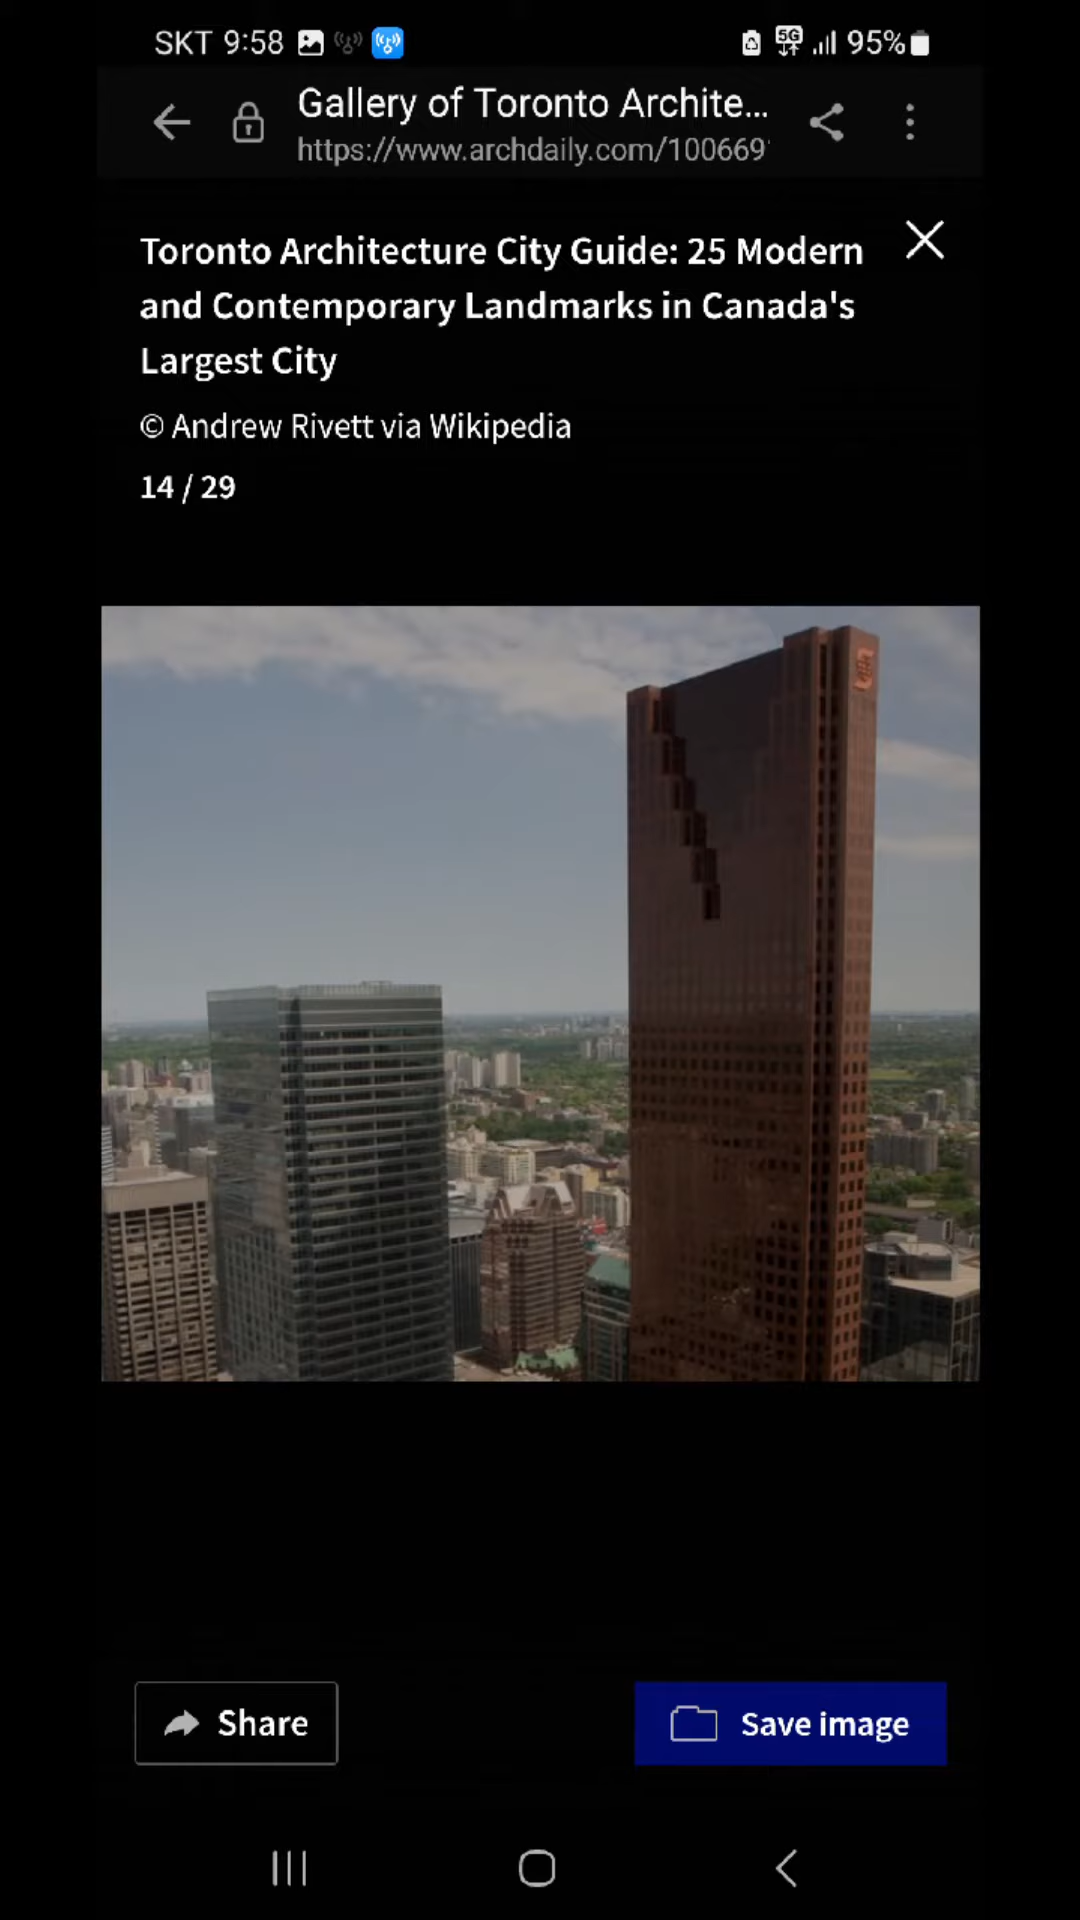 SKT 9:58 5G 95%
Gallery of Toronto Archite...
https://www.archdaily.com/100669
Toronto Architecture City Guide: 25 Modern
and Contemporary Landmarks in Canada's
Largest City
© Andrew Rivett via Wikipedia
14 / 29
Share
Save image